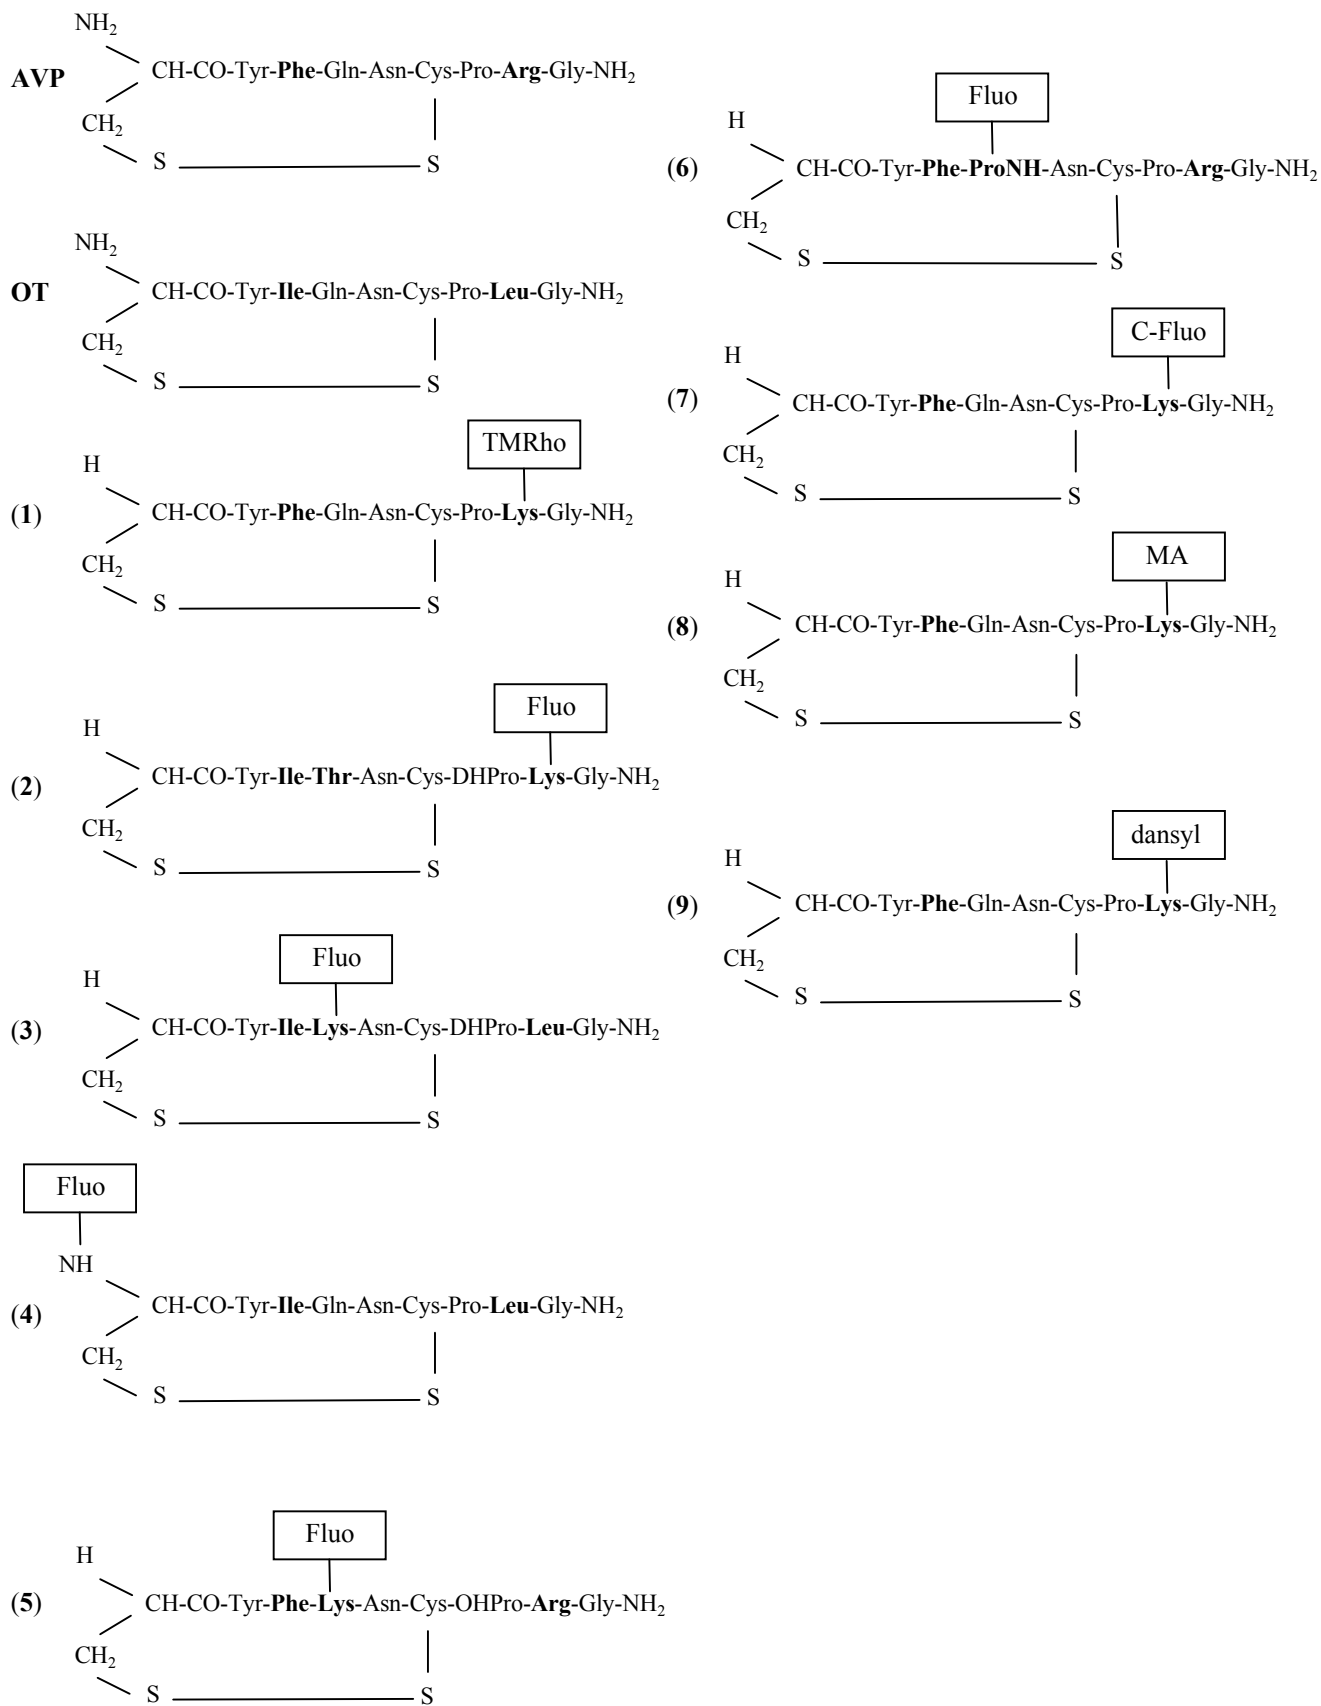 NH2
AVP CH-CO-Tyr-Phe-Gln-Asn-Cys-Pro-Arg-Gly-NH2
CH2
S S
NH2
OT CH-CO-Tyr-Ile-Gln-Asn-Cys-Pro-Leu-Gly-NH2
CH2
S S
TMRho
H
(1) CH-CO-Tyr-Phe-Gln-Asn-Cys-Pro-Lys-Gly-NH2
CH2
S S
Fluo
H
(2) CH-CO-Tyr-Ile-Thr-Asn-Cys-DHPro-Lys-Gly-NH2
CH2
S S
Fluo
H
(3) CH-CO-Tyr-Ile-Lys-Asn-Cys-DHPro-Leu-Gly-NH2
CH2
S S
Fluo
NH
(4) CH-CO-Tyr-Ile-Gln-Asn-Cys-Pro-Leu-Gly-NH2
CH2
S S
Fluo
H
(5) CH-CO-Tyr-Phe-Lys-Asn-Cys-OHPro-Arg-Gly-NH2
CH2
S S
Fluo
H
(6) CH-CO-Tyr-Phe-ProNH-Asn-Cys-Pro-Arg-Gly-NH2
CH2
S S
C-Fluo
H
(7) CH-CO-Tyr-Phe-Gln-Asn-Cys-Pro-Lys-Gly-NH2
CH2
S S
MA
H
(8) CH-CO-Tyr-Phe-Gln-Asn-Cys-Pro-Lys-Gly-NH2
CH2
S S
dansyl
H
(9) CH-CO-Tyr-Phe-Gln-Asn-Cys-Pro-Lys-Gly-NH2
CH2
S S